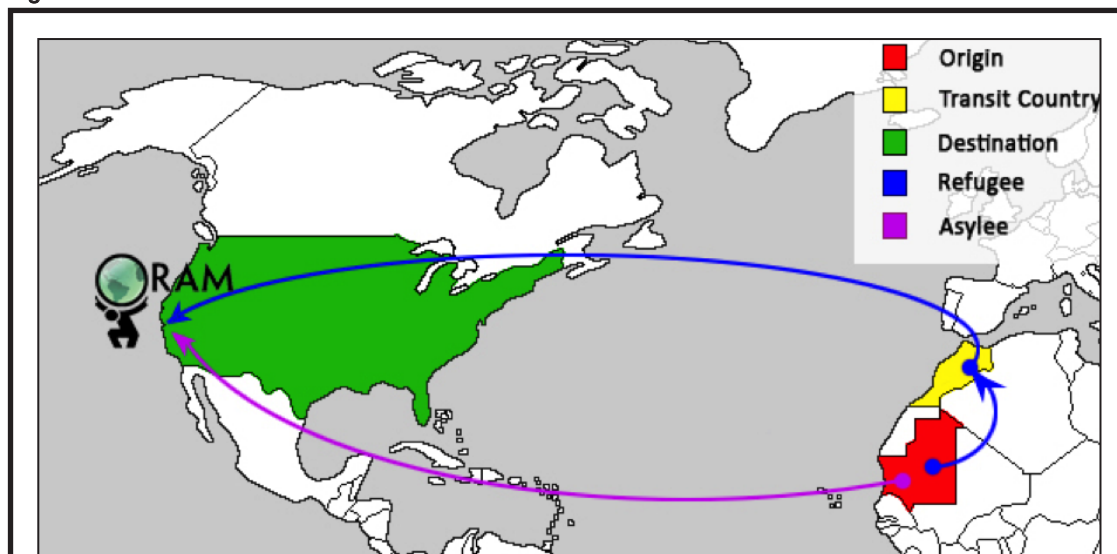 Origin
Transit Country
Destination
Refugee
Asylee
RAM